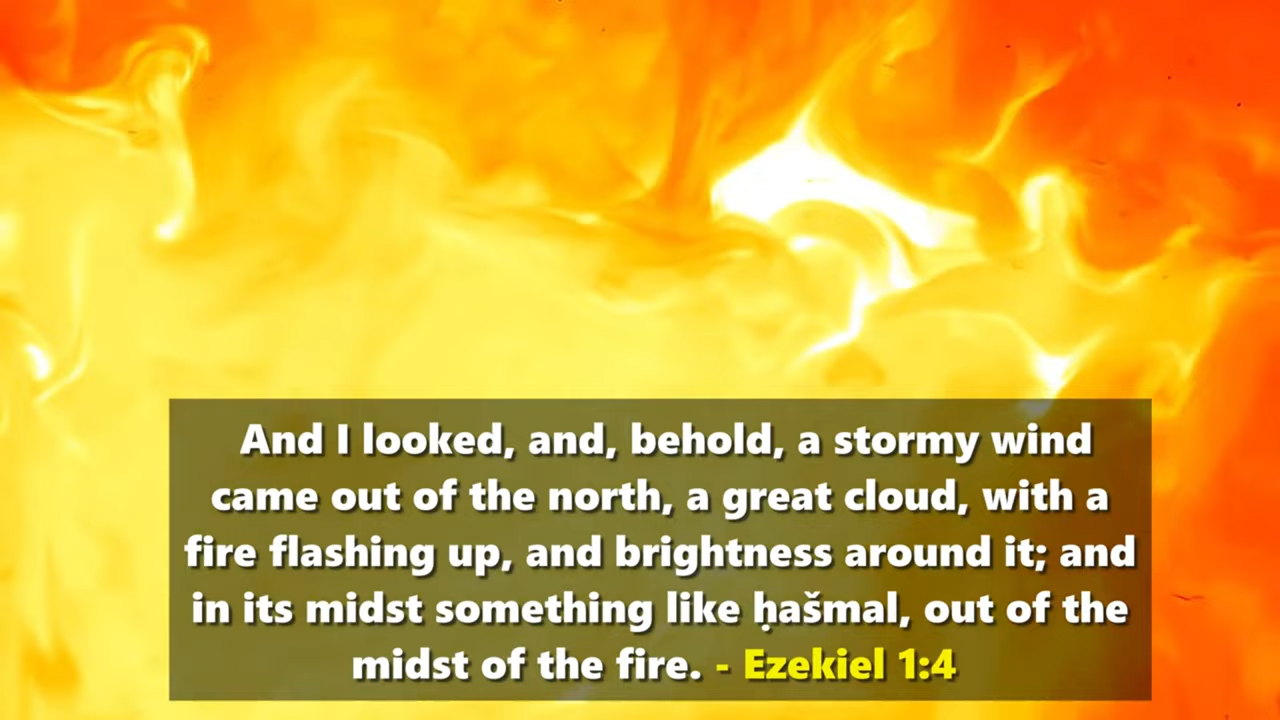 And I looked, and, behold, a stormy wind
came out of the north, a great cloud, with a
fire flashing up, and brightness around it; and
in its midst something like ḥašmal, out of the
midst of the fire. - Ezekiel 1:4